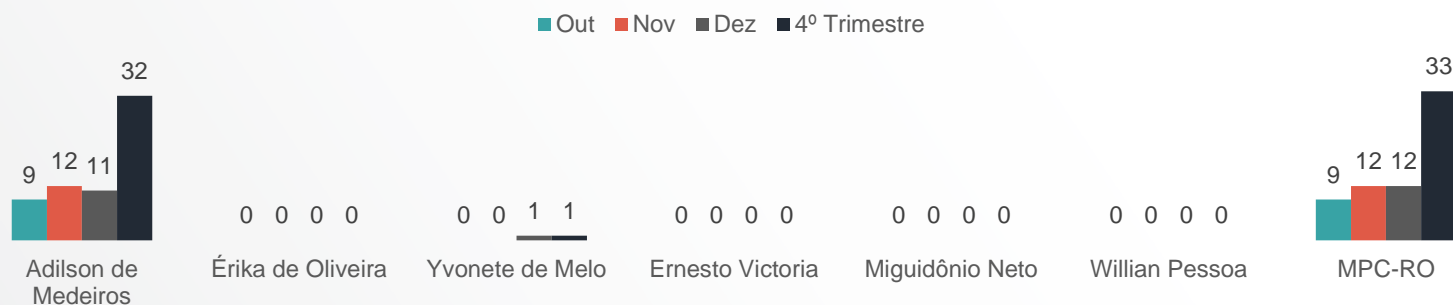 Out Nov Dez 4º Trimestre
32
9 12 11
0 0 0 0
0 0 1 1
0 0 0 0
0 0 0 0
0 0 0 0
33
9 12 12
Adilson de
Medeiros
Érika de Oliveira
Yvonete de Melo
Ernesto Victoria
Miguidônio Neto
Willian Pessoa
MPC-RO